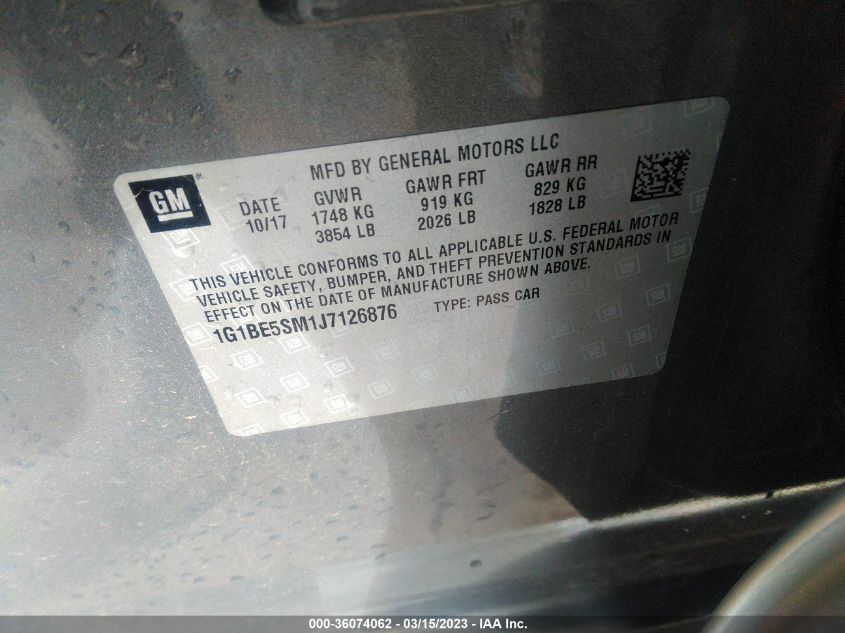 MFD BY GENERAL MOTORS LLC
GM®
DATE GVWR GAWR FRT GAWR RR
10/17 1748 KG 919 KG 829 KG
3854 LB 2026 LB 1828 LB
THIS VEHICLE CONFORMS TO ALL APPLICABLE U.S. FEDERAL MOTOR
VEHICLE SAFETY, BUMPER, AND THEFT PREVENTION STANDARDS IN
EFFECT ON THE DATE OF MANUFACTURE SHOWN ABOVE.
1G1BE5SM1J7126876 TYPE: PASS CAR
000-36074062 - 03/15/2023 - IAA Inc.